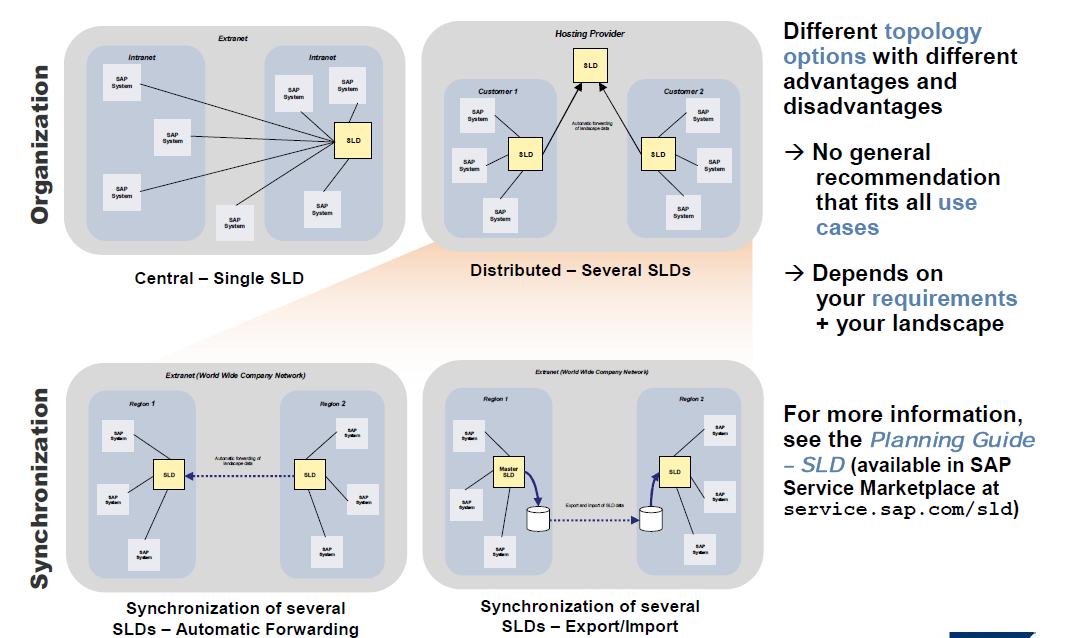 Organization
Extranet
Intranet
SAP
System
SAP
System
SAP
System
Intranet
SAP
System
SAP
System
SLD
SAP
System
SAP
System
Central – Single SLD
Hosting Provider
SLD
Automatic forwarding
of landscape data
Customer 1
SAP
System
SAP
System
SLD
SAP
System
Customer 2
SAP
System
SLD
SAP
System
SAP
System
Distributed – Several SLDs
Different topology
options with different
advantages and
disadvantages
→ No general
recommendation
that fits all use
cases
→ Depends on
your requirements
+ your landscape
Synchronization
Extranet (World Wide Company Network)
Region 1
SAP
System
SLD
SAP
System
SAP
System
Automatic forwarding of
landscape data
Region 2
SAP
System
SLD
SAP
System
SAP
System
Synchronization of several
SLDs – Automatic Forwarding
Extranet (World Wide Company Network)
Region 1
SAP
System
Master
SLD
SAP
System
SAP
System
Export and Import of SLD data
Region 2
SAP
System
SLD
SAP
System
SAP
System
Synchronization of several
SLDs – Export/Import
For more information,
see the Planning Guide
– SLD (available in SAP
Service Marketplace at
service.sap.com/sld)